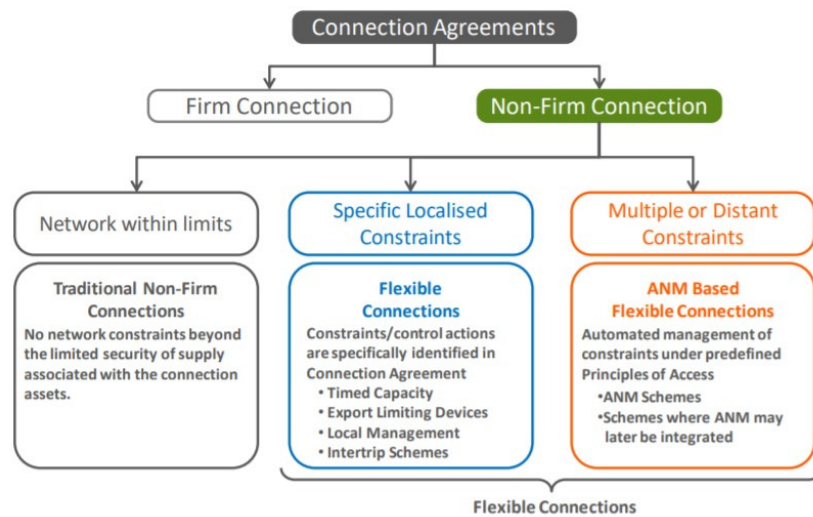 Connection Agreements
Firm Connection
Non-Firm Connection
Network within limits
Traditional Non-Firm
Connections
No network constraints beyond
the limited security of supply
associated with the connection
assets.
Specific Localised
Constraints
Flexible
Connections
Constraints/control actions
are specifically identified in
Connection Agreement
• Timed Capacity
• Export Limiting Devices
• Local Management
• Intertrip Schemes
Multiple or Distant
Constraints
ANM Based
Flexible Connections
Automated management of
constraints under predefined
Principles of Access
•ANM Schemes
•Schemes where ANM may
later be integrated
Flexible Connections